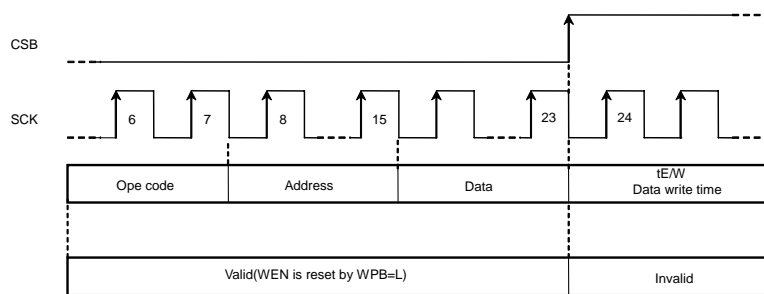 CSB
SCK
6 7 8 15 23 24
Ope code Address Data tE/W
Data write time
Valid(WEN is reset by WPB=L) Invalid